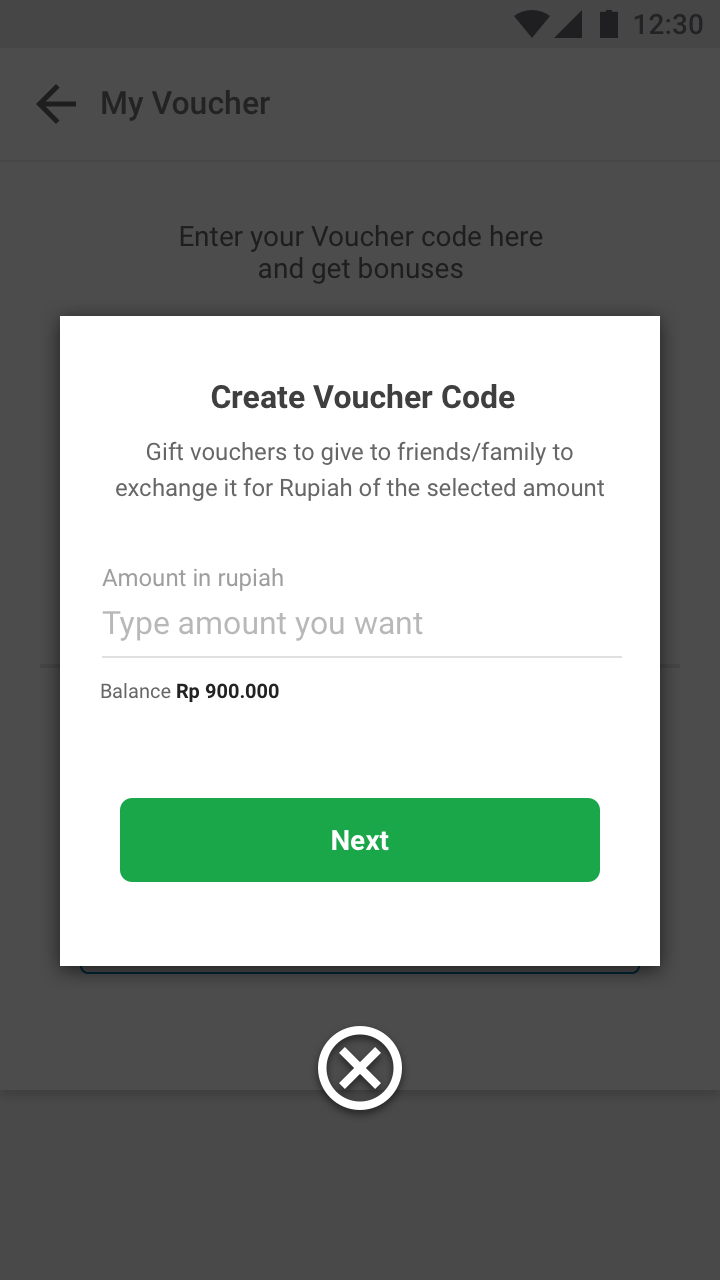 12:30
My Voucher
Enter your Voucher code here
and get bonuses
Create Voucher Code
Gift vouchers to give to friends/family to
exchange it for Rupiah of the selected amount
Amount in rupiah
Type amount you want
Balance Rp 900.000
Next